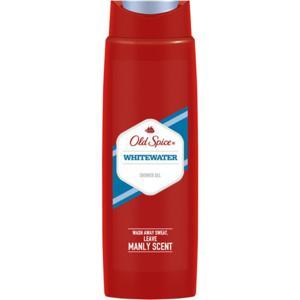 Old Spice®
WHITEWATER
SHOWER GEL
WASH AWAY SWEAT,
LEAVE
MANLY SCENT